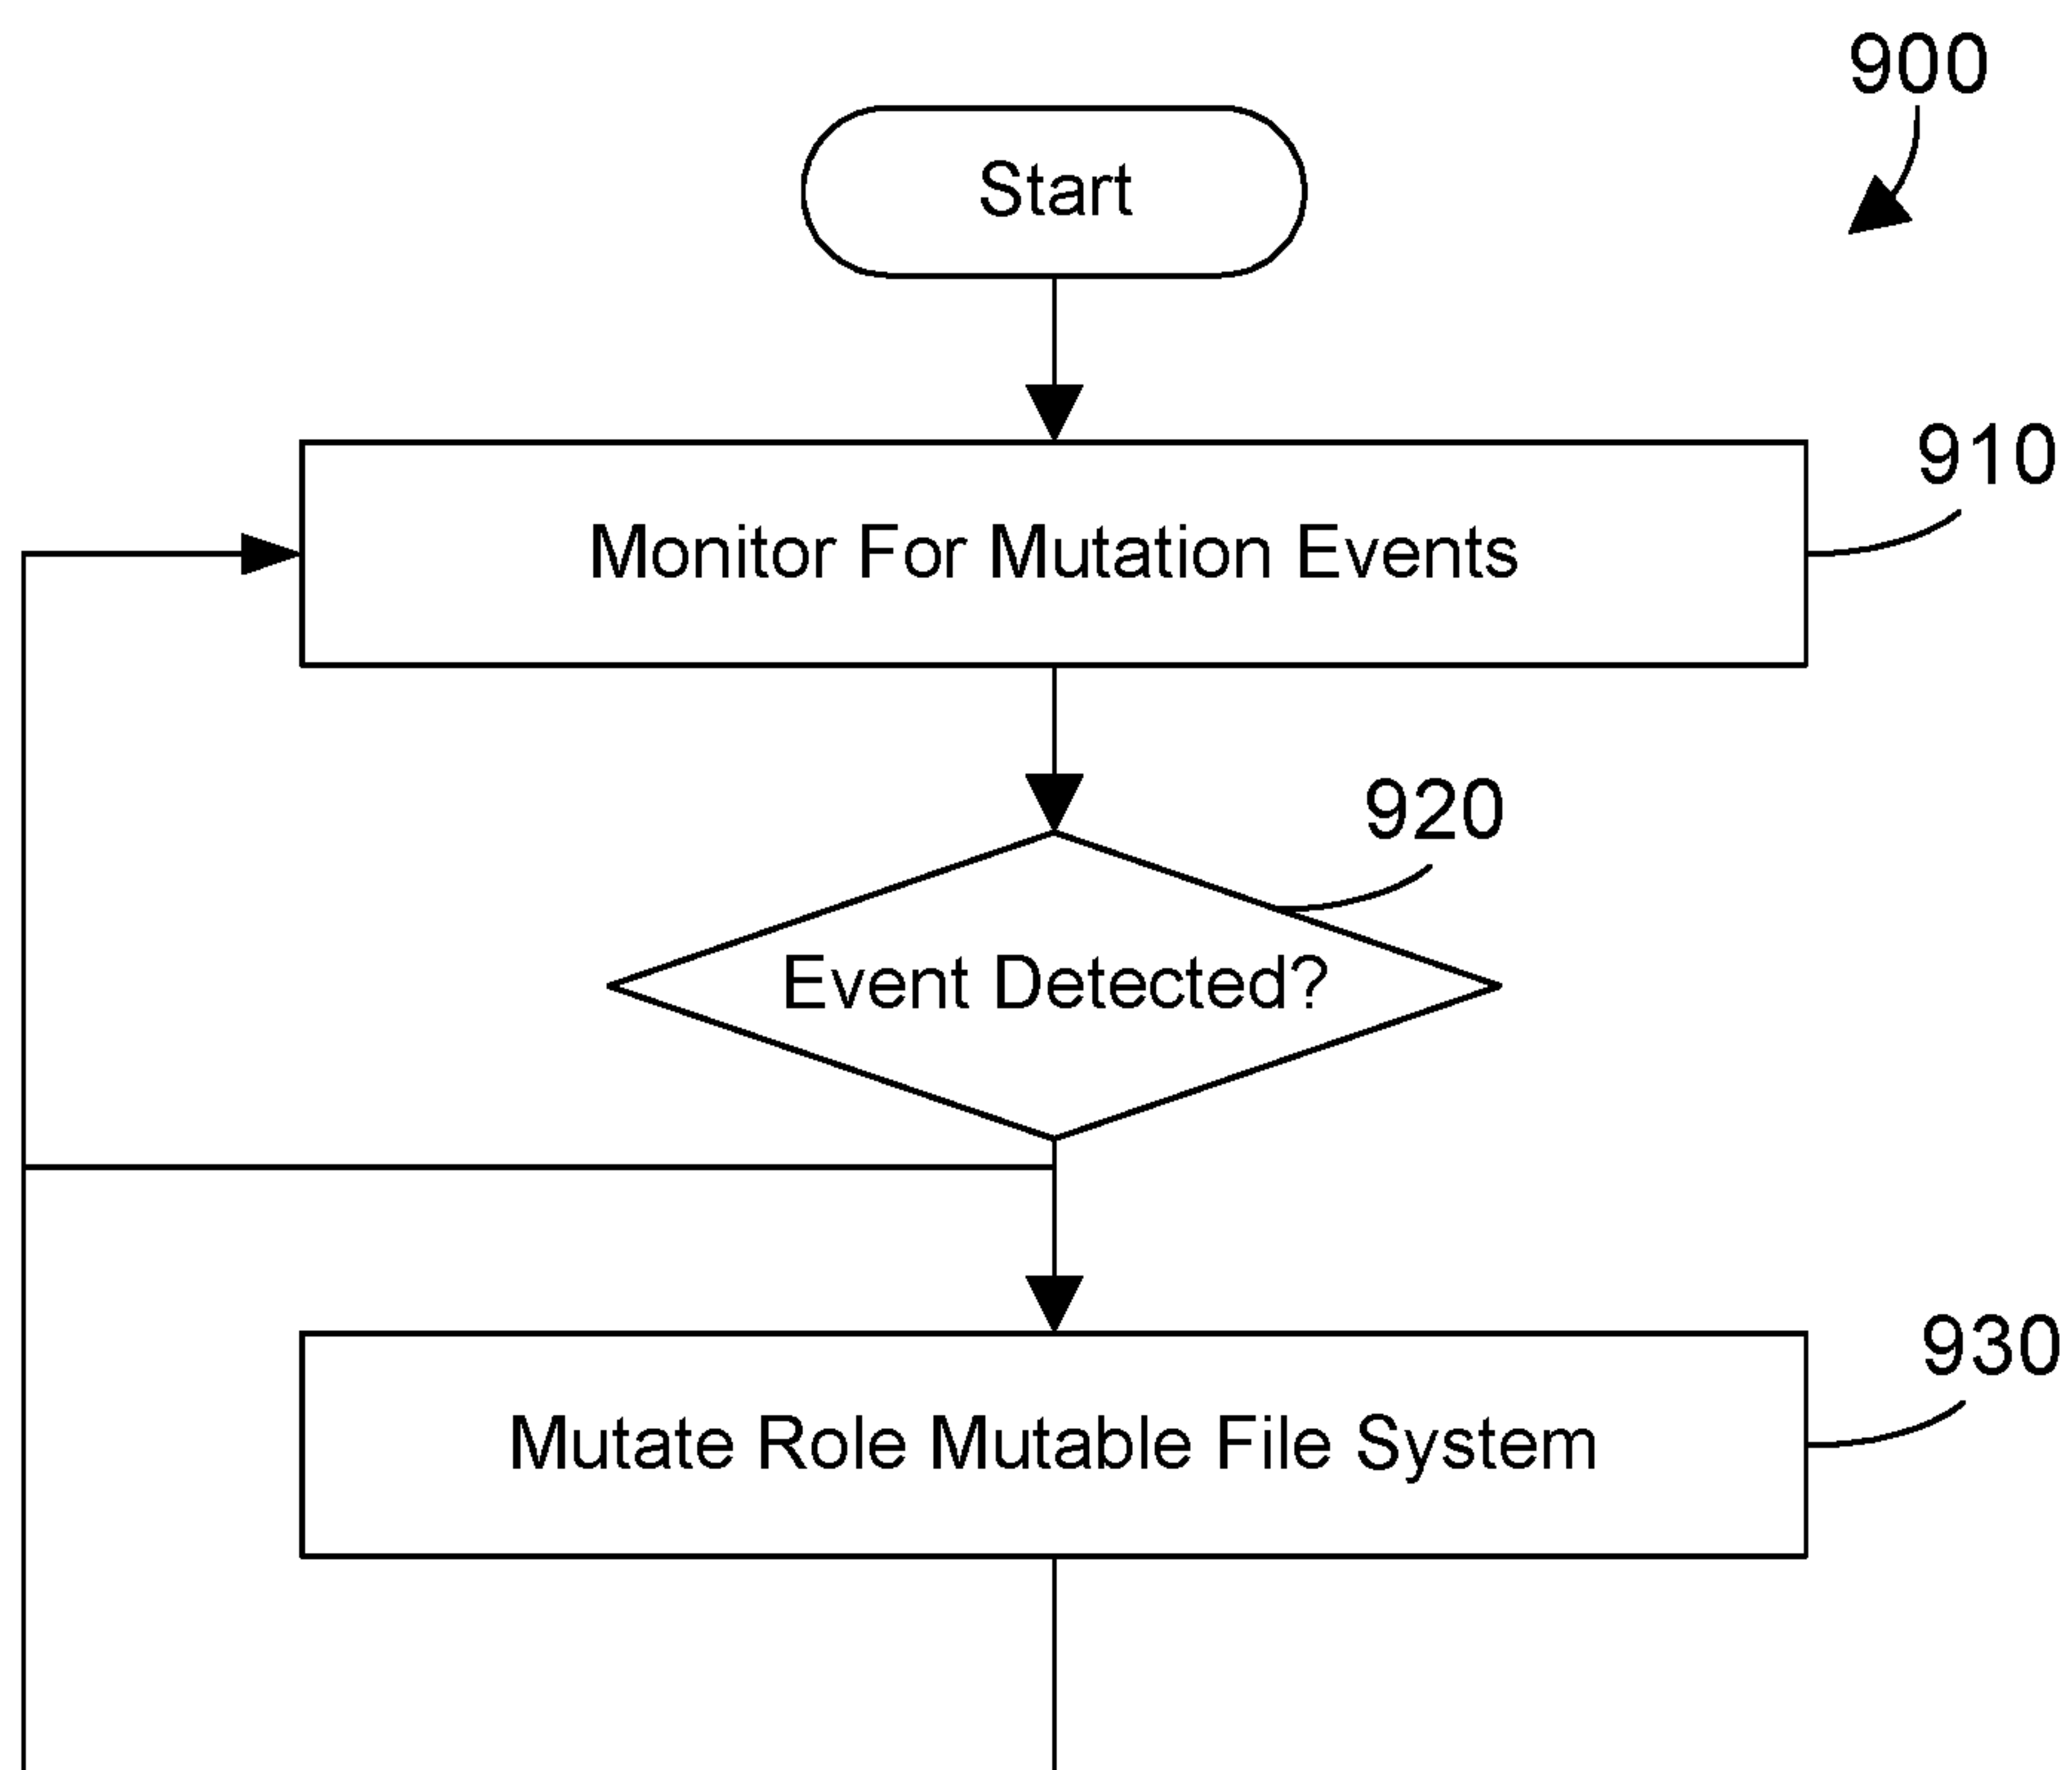 900
Start
910
Monitor For Mutation Events
920
Event Detected?
930
Mutate Role Mutable File System